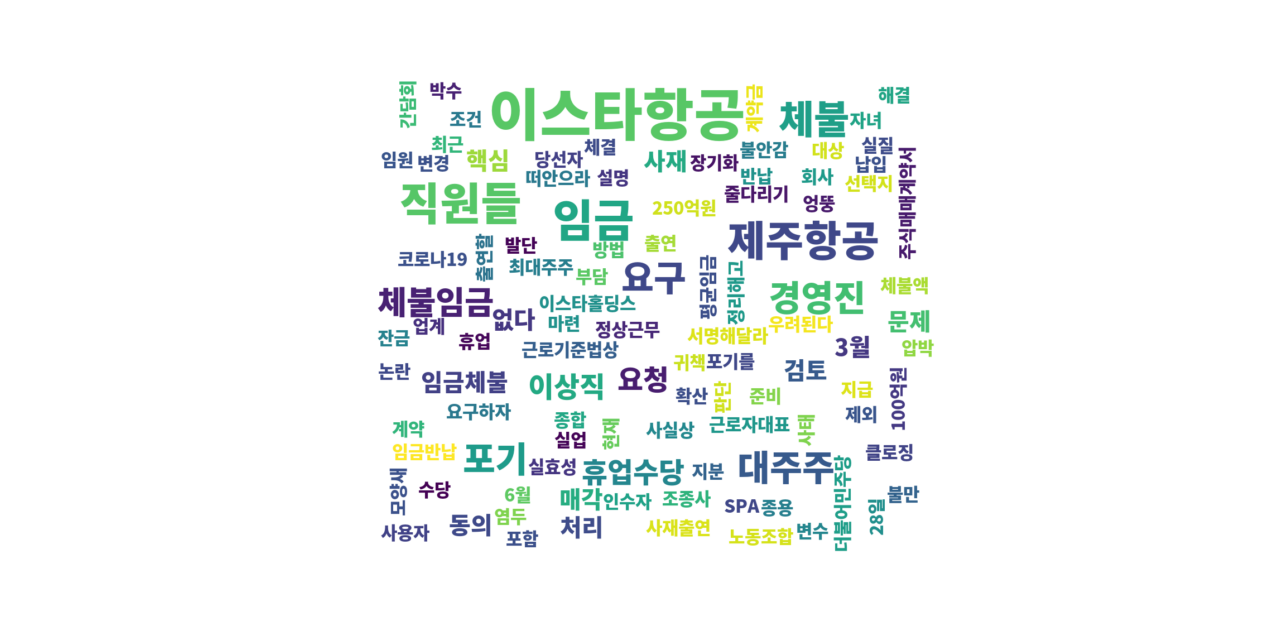 간담회
박수
이스타항공
계약금
체불
해결
조건
자녀
최근
임원
변경
핵심
당선자
체결
사재
장기화
불안감
대상
실질
납입
주식매매계약서
떠안으라
설명
반납
회사
선택지
줄다리기
엉뚱
직원들
임금
250억원
제주항공
코로나19
출연할
발단
방법
출연
최대주주
부담
요구
평균임금
정리해고
경영진
체불액
체불임금
이스타홀딩스
없다
업계
마련
정상근무
서명해달라
우려된다
문제
잔금
휴업
근로기준법상
귀책
포기를
3월
압박
논란
임금체불
이상직
요청
검토
100억원
확산
판단
준비
지급
요구하자
종합
제외
계약
실업
현재
사실상
근로자대표
사태
임금반납
포기
실효성
휴업수당
지분
대주주
클로징
모양새
수당
6월
매각
인수자
조종사
SPA
종용
더불어민주당
불만
28일
사용자
동의
염두
포함
처리
사재출연
노동조합
변수